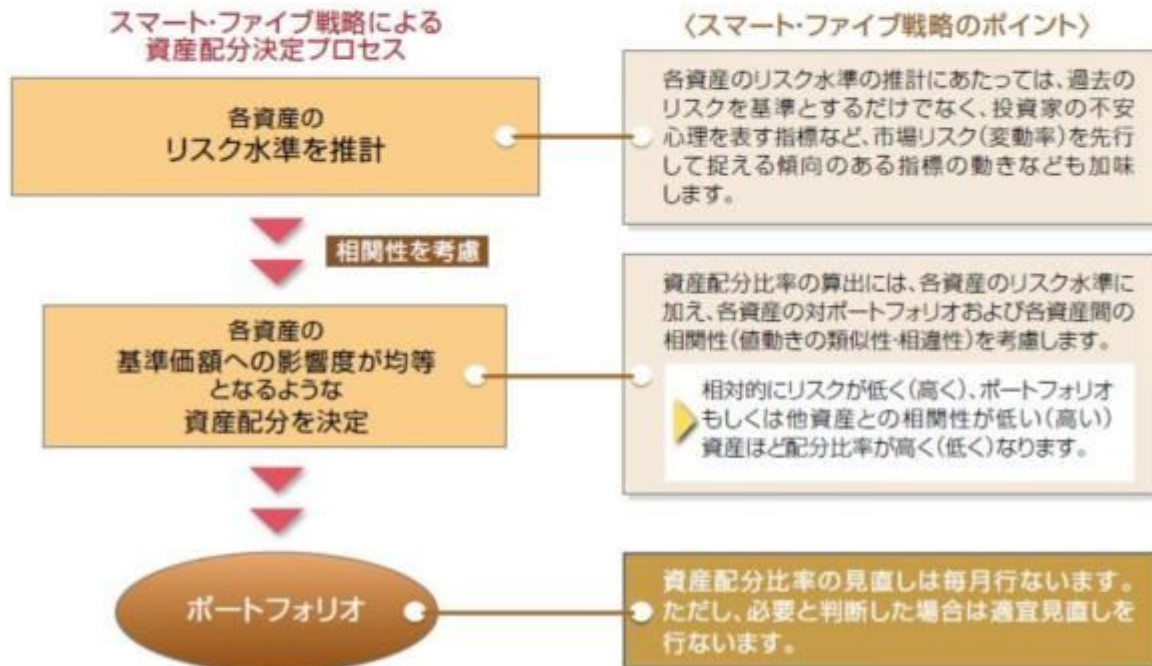 スマート・ファイブ戦略による
資産配分決定プロセス
〈スマート・ファイブ戦略のポイント〉
各資産の
リスク水準を推計
各資産のリスク水準の推計にあたっては、過去の
リスクを基準とするだけでなく、投資家の不安
心理を表す指標など、市場リスク(変動率)を先行
して捉える傾向のある指標の動きなども加味
します。
相関性を考慮
各資産の
基準価額への影響度が均等
となるような
資産配分を決定
資産配分比率の算出には、各資産のリスク水準に
加え、各資産の対ポートフォリオおよび各資産間の
相関性(値動きの類似性・相違性)を考慮します。
相対的にリスクが低く(高く)、ポートフォリオ
もしくは他資産との相関性が低い(高い)
資産ほど配分比率が高く(低く)なります。
ポートフォリオ
資産配分比率の見直しは毎月行ないます。
ただし、必要と判断した場合は適宜見直しを
行ないます。